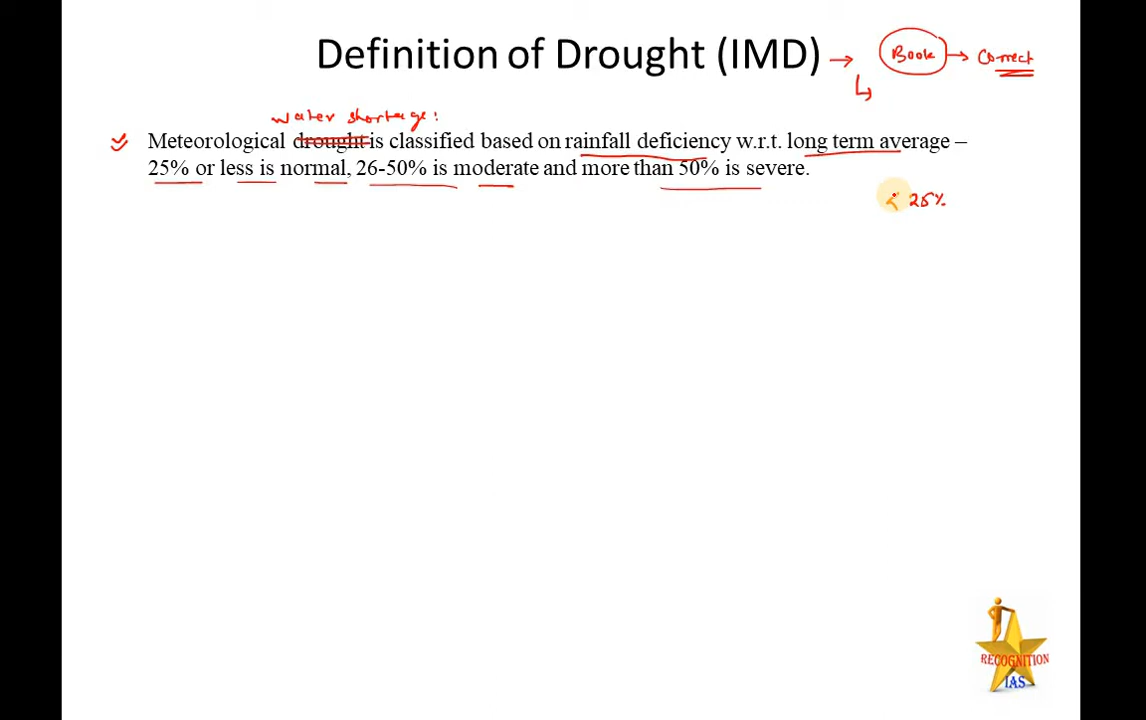 Definition of Drought (IMD) → Book → Correct
water shortage:
Meteorological drought is classified based on rainfall deficiency w.r.t. long term average –
25% or less is normal, 26-50% is moderate and more than 50% is severe.
< 25%
RECOGNITION
IAS